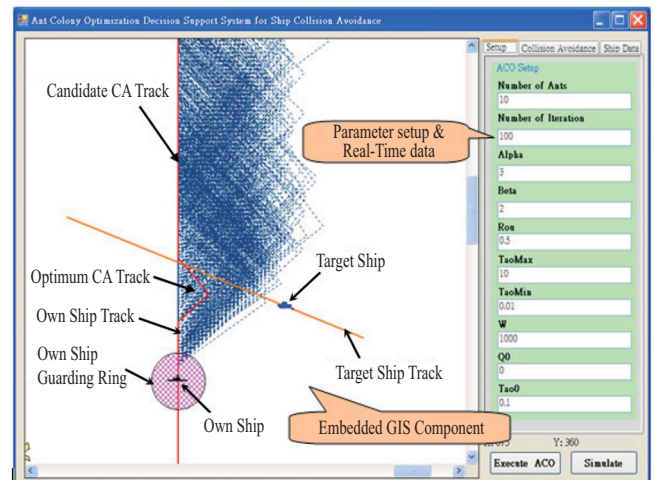 Ant Colony Optimization Decision Support System for Ship Collision Avoidance
Candidate CA Track
Optimum CA Track
Own Ship Track
Own Ship
Guarding Ring
Own Ship
Target Ship
Target Ship Track
Embedded GIS Component
Parameter setup &
Real-Time data
Setup
Collision Avoidance
Ship Data
ACO Setup
Number of Ants
10
Number of Iteration
100
Alpha
3
Beta
2
Rou
0.5
TaoMax
10
TaoMin
0.01
W
1000
Q0
0
Tao0
0.1
Y: 360
Execute ACO
Simulate